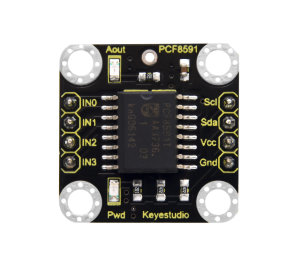 Aout PCF8591
IN0 Scl
IN1 Sda
IN2 Vcc
IN3 Gnd
Pwd Keyestudio